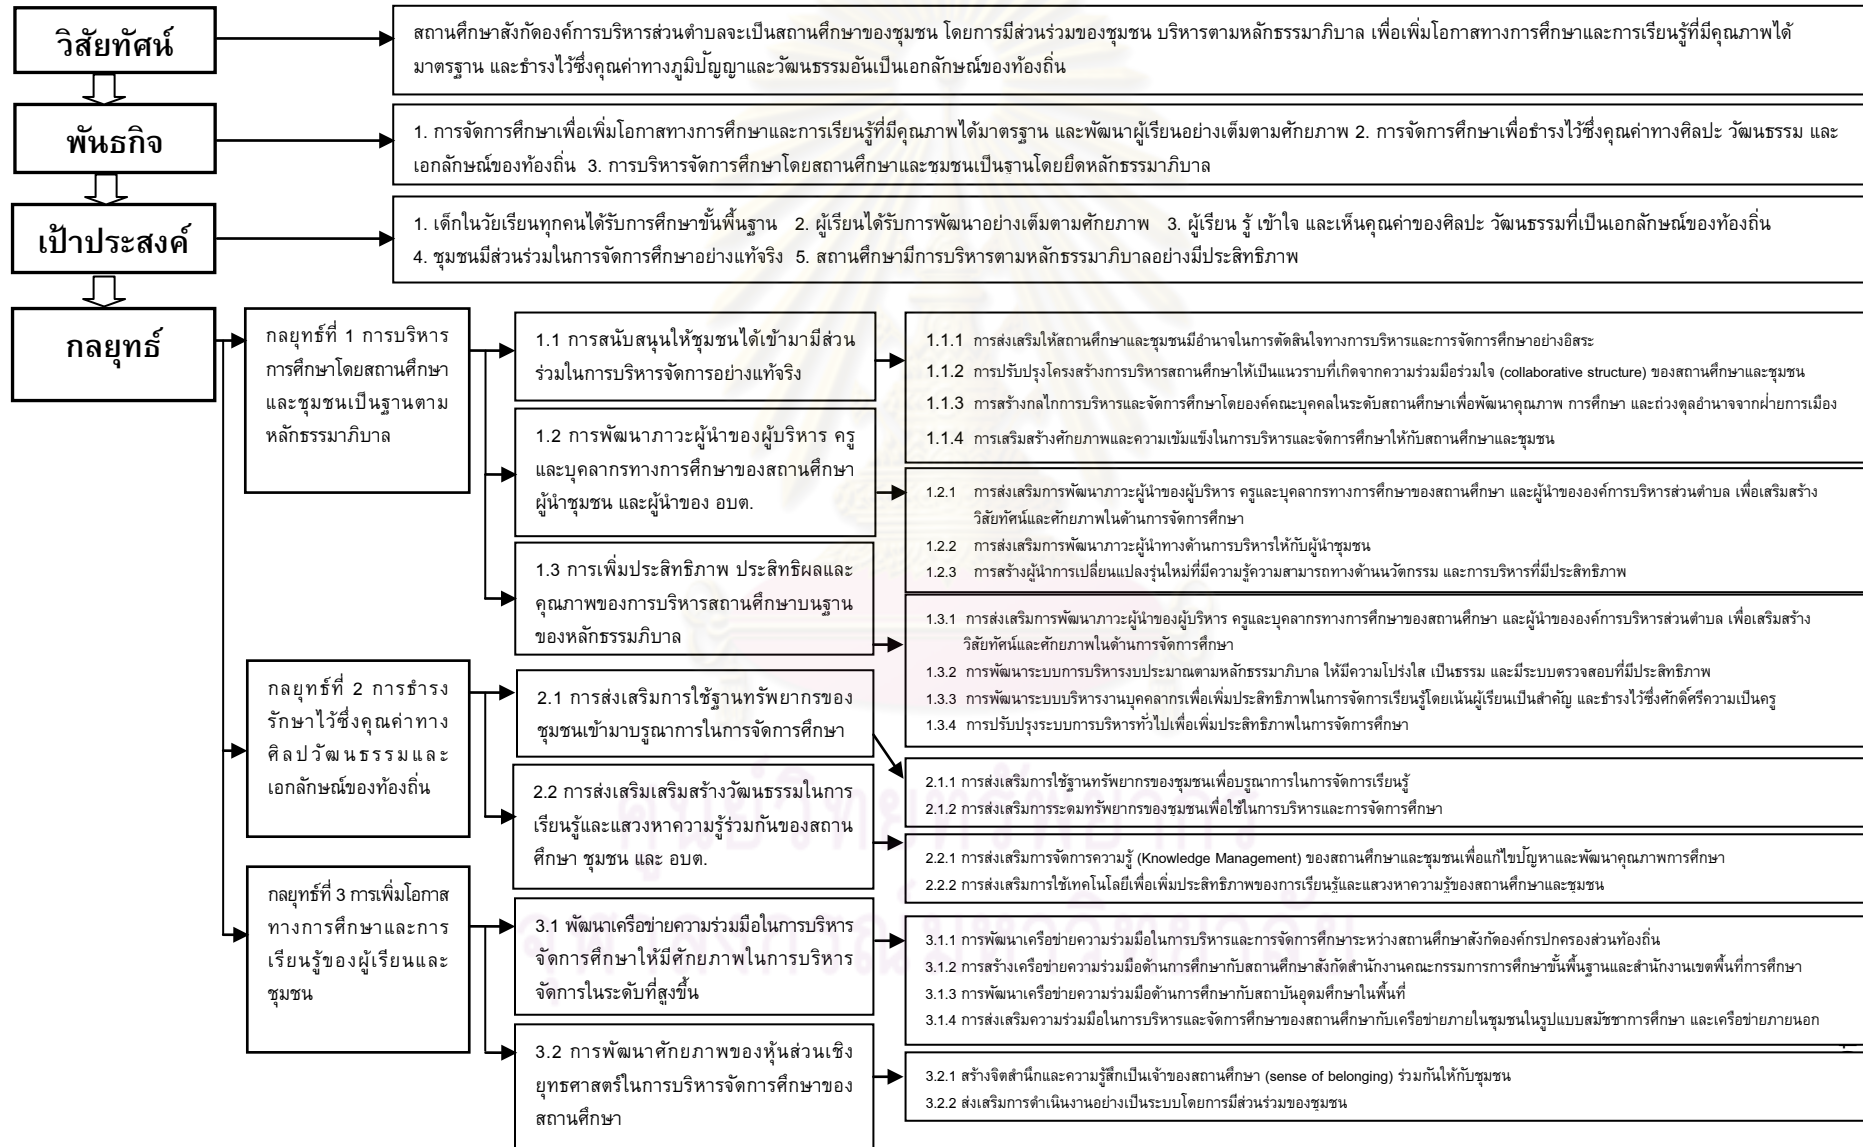 วิสัยทัศน์
สถานศึกษาสังกัดองค์การบริหารส่วนตำบลจะเป็นสถานศึกษาของชุมชน โดยการมีส่วนร่วมของชุมชน บริหารตามหลักธรรมาภิบาล เพื่อเพิ่มโอกาสทางการศึกษาและการเรียนรู้ที่มีคุณภาพได้
มาตรฐาน และธำรงไว้ซึ่งคุณค่าทางภูมิปัญญาและวัฒนธรรมอันเป็นเอกลักษณ์ของท้องถิ่น
พันธกิจ
1. การจัดการศึกษาเพื่อเพิ่มโอกาสทางการศึกษาและการเรียนรู้ที่มีคุณภาพได้มาตรฐาน และพัฒนาผู้เรียนอย่างเต็มตามศักยภาพ 2. การจัดการศึกษาเพื่อธำรงไว้ซึ่งคุณค่าทางศิลปะ วัฒนธรรม และ
เอกลักษณ์ของท้องถิ่น 3. การบริหารจัดการศึกษาโดยสถานศึกษาและชุมชนเป็นฐานโดยยึดหลักธรรมาภิบาล
เป้าประสงค์
1. เด็กในวัยเรียนทุกคนได้รับการศึกษาขั้นพื้นฐาน 2. ผู้เรียนได้รับการพัฒนาอย่างเต็มตามศักยภาพ 3. ผู้เรียน รู้ เข้าใจ และเห็นคุณค่าของศิลปะ วัฒนธรรมที่เป็นเอกลักษณ์ของท้องถิ่น
4. ชุมชนมีส่วนร่วมในการจัดการศึกษาอย่างแท้จริง 5. สถานศึกษามีการบริหารตามหลักธรรมาภิบาลอย่างมีประสิทธิภาพ
กลยุทธ์
กลยุทธ์ที่ 1 การบริหาร
การศึกษาโดยสถานศึกษา
และชุมชนเป็นฐานตาม
หลักธรรมาภิบาล
1.1 การสนับสนุนให้ชุมชนได้เข้ามามีส่วน
ร่วมในการบริหารจัดการอย่างแท้จริง
1.1.1 การส่งเสริมให้สถานศึกษาและชุมชนมีอำนาจในการตัดสินใจทางการบริหารและการจัดการศึกษาอย่างอิสระ
1.1.2 การปรับปรุงโครงสร้างการบริหารสถานศึกษาให้เป็นแนวราบที่เกิดจากความร่วมมือร่วมใจ (collaborative structure) ของสถานศึกษาและชุมชน
1.1.3 การสร้างกลไกการบริหารและจัดการศึกษาโดยองค์คณะบุคคลในระดับสถานศึกษาเพื่อพัฒนาคุณภาพ การศึกษา และถ่วงดุลอำนาจจากฝ่ายการเมือง
1.1.4 การเสริมสร้างศักยภาพและความเข้มแข็งในการบริหารและจัดการศึกษาให้กับสถานศึกษาและชุมชน
1.2 การพัฒนาภาวะผู้นำของผู้บริหาร ครู
และบุคลากรทางการศึกษาของสถานศึกษา
ผู้นำชุมชน และผู้นำของ อบต.
1.2.1 การส่งเสริมการพัฒนาภาวะผู้นำของผู้บริหาร ครูและบุคลากรทางการศึกษาของสถานศึกษา และผู้นำขององค์การบริหารส่วนตำบล เพื่อเสริมสร้าง
วิสัยทัศน์และศักยภาพในด้านการจัดการศึกษา
1.2.2 การส่งเสริมการพัฒนาภาวะผู้นำทางด้านการบริหารให้กับผู้นำชุมชน
1.2.3 การสร้างผู้นำการเปลี่ยนแปลงรุ่นใหม่ที่มีความรู้ความสามารถทางด้านนวัตกรรม และการบริหารที่มีประสิทธิภาพ
1.3 การเพิ่มประสิทธิภาพ ประสิทธิผลและ
คุณภาพของการบริหารสถานศึกษาบนฐาน
ของหลักธรรมภิบาล
1.3.1 การส่งเสริมการพัฒนาภาวะผู้นำของผู้บริหาร ครูและบุคลากรทางการศึกษาของสถานศึกษา และผู้นำขององค์การบริหารส่วนตำบล เพื่อเสริมสร้าง
วิสัยทัศน์และศักยภาพในด้านการจัดการศึกษา
1.3.2 การพัฒนาระบบการบริหารงบประมาณตามหลักธรรมาภิบาล ให้มีความโปร่งใส เป็นธรรม และมีระบบตรวจสอบที่มีประสิทธิภาพ
1.3.3 การพัฒนาระบบบริหารงานบุคคลากรเพื่อเพิ่มประสิทธิภาพในการจัดการเรียนรู้โดยเน้นผู้เรียนเป็นสำคัญ และธำรงไว้ซึ่งศักดิ์ศรีความเป็นครู
1.3.4 การปรับปรุงระบบการบริหารทั่วไปเพื่อเพิ่มประสิทธิภาพในการจัดการศึกษา
กลยุทธ์ที่ 2 การธำรง
รักษาไว้ซึ่งคุณค่าทาง
ศิลปวัฒนธรรมและ
เอกลักษณ์ของท้องถิ่น
2.1 การส่งเสริมการใช้ฐานทรัพยากรของ
ชุมชนเข้ามาบูรณาการในการจัดการศึกษา
2.1.1 การส่งเสริมการใช้ฐานทรัพยากรของชุมชนเพื่อบูรณาการในการจัดการเรียนรู้
2.1.2 การส่งเสริมการระดมทรัพยากรของชุมชนเพื่อใช้ในการบริหารและการจัดการศึกษา
2.2 การส่งเสริมเสริมสร้างวัฒนธรรมในการ
เรียนรู้และแสวงหาความรู้ร่วมกันของสถาน
ศึกษา ชุมชน และ อบต.
2.2.1 การส่งเสริมการจัดการความรู้ (Knowledge Management) ของสถานศึกษาและชุมชนเพื่อแก้ไขปัญหาและพัฒนาคุณภาพการศึกษา
2.2.2 การส่งเสริมการใช้เทคโนโลยีเพื่อเพิ่มประสิทธิภาพของการเรียนรู้และแสวงหาความรู้ของสถานศึกษาและชุมชน
กลยุทธ์ที่ 3 การเพิ่มโอกาส
ทางการศึกษาและการ
เรียนรู้ของผู้เรียนและ
ชุมชน
3.1 พัฒนาเครือข่ายความร่วมมือในการบริหาร
จัดการศึกษาให้มีศักยภาพในการบริหาร
จัดการในระดับที่สูงขึ้น
3.1.1 การพัฒนาเครือข่ายความร่วมมือในการบริหารและการจัดการศึกษาระหว่างสถานศึกษาสังกัดองค์กรปกครองส่วนท้องถิ่น
3.1.2 การสร้างเครือข่ายความร่วมมือด้านการศึกษากับสถานศึกษาสังกัดสำนักงานคณะกรรมการการศึกษาขั้นพื้นฐานและสำนักงานเขตพื้นที่การศึกษา
3.1.3 การพัฒนาเครือข่ายความร่วมมือด้านการศึกษากับสถาบันอุดมศึกษาในพื้นที่
3.1.4 การส่งเสริมความร่วมมือในการบริหารและจัดการศึกษาของสถานศึกษากับเครือข่ายภายในชุมชนในรูปแบบสมัชชาการศึกษา และเครือข่ายภายนอก
3.2 การพัฒนาศักยภาพของหุ้นส่วนเชิง
ยุทธศาสตร์ในการบริหารจัดการศึกษาของ
สถานศึกษา
3.2.1 สร้างจิตสำนึกและความรู้สึกเป็นเจ้าของสถานศึกษา (sense of belonging) ร่วมกันให้กับชุมชน
3.2.2 ส่งเสริมการดำเนินงานอย่างเป็นระบบโดยการมีส่วนร่วมของชุมชน
ศูนย์วิทยทรัพยากร
จุฬาลงกรณ์มหาวิทยาลัย